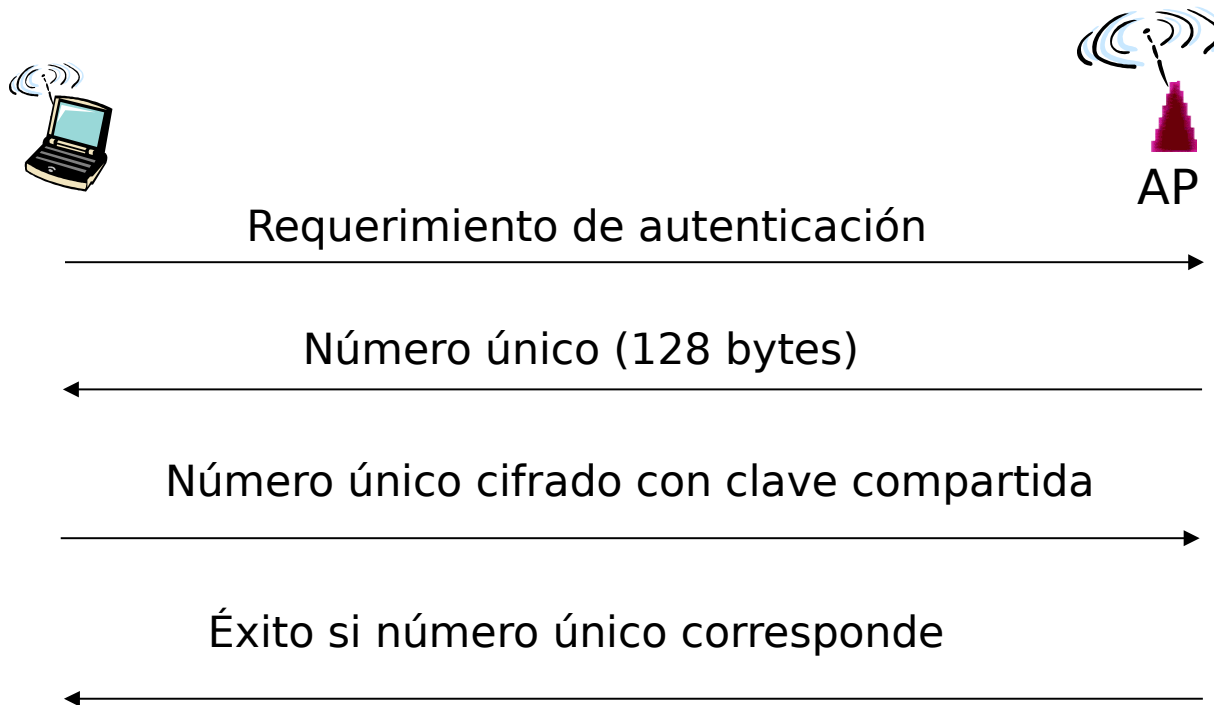 AP
Requerimiento de autenticación
Número único (128 bytes)
Número único cifrado con clave compartida
Éxito si número único corresponde